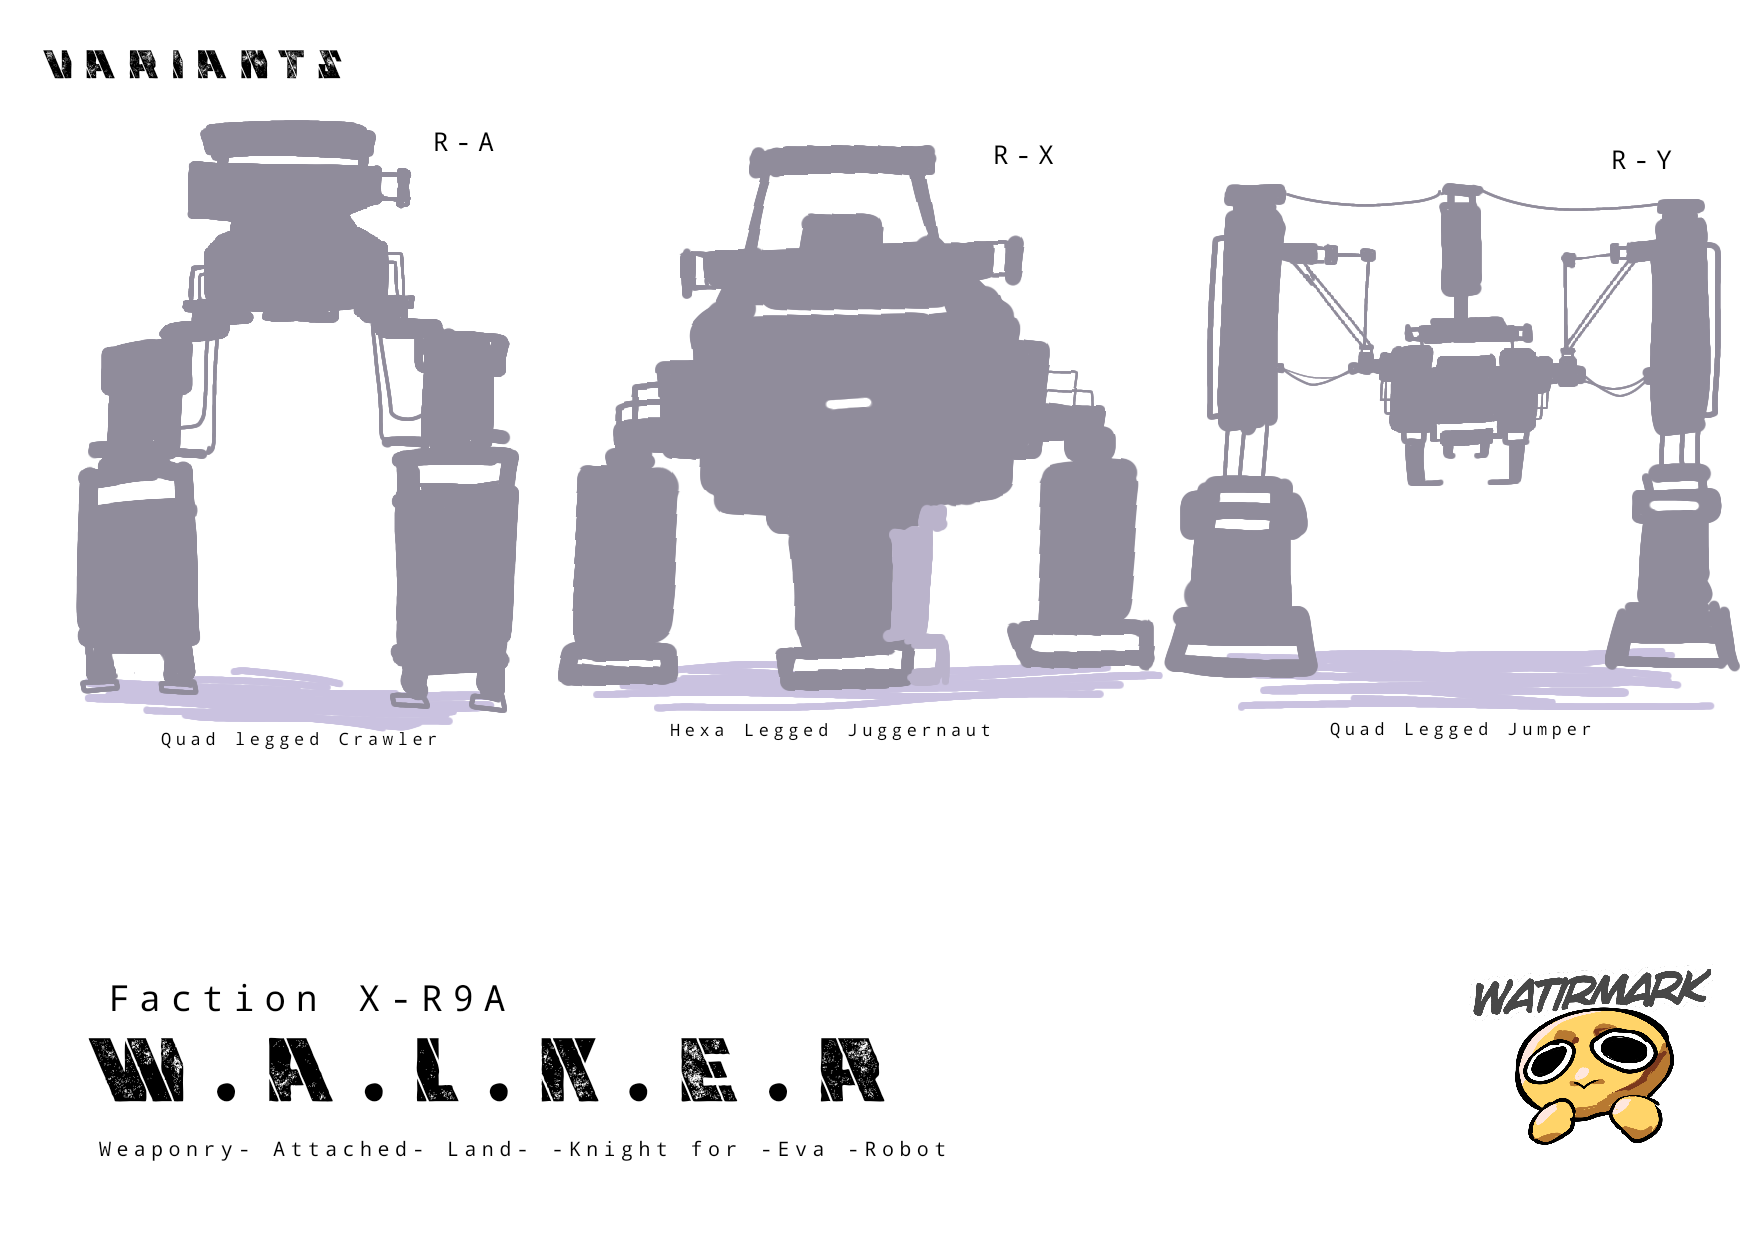 VARIANTS
R-A
R-X
R-Y
Quad legged Crawler
Hexa Legged Juggernaut
Quad Legged Jumper
Faction X-R9A
W.A.L.K.E.R
Weaponry- Attached- Land- -Knight for -Eva -Robot
WATIRMARK